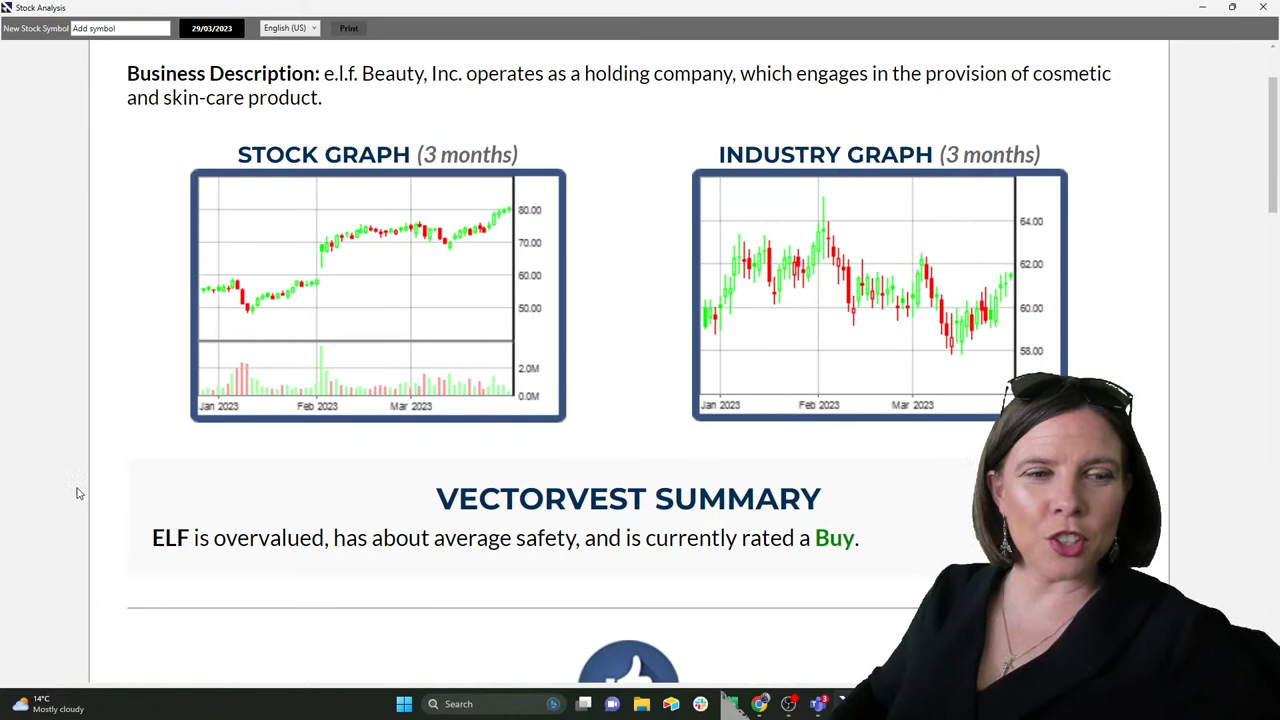 Stock Analysis
New Stock Symbol Add symbol 29/03/2023 English (US) Print
Business Description: e.l.f. Beauty, Inc. operates as a holding company, which engages in the provision of cosmetic
and skin-care product.
STOCK GRAPH (3 months)
80.00
70.00
60.00
50.00
2.0M
0.0M
Jan 2023 Feb 2023 Mar 2023
INDUSTRY GRAPH (3 months)
64.00
62.00
60.00
58.00
Jan 2023 Feb 2023 Mar 2023
VECTORVEST SUMMARY
ELF is overvalued, has about average safety, and is currently rated a Buy.
14°C
Mostly cloudy
Search
3